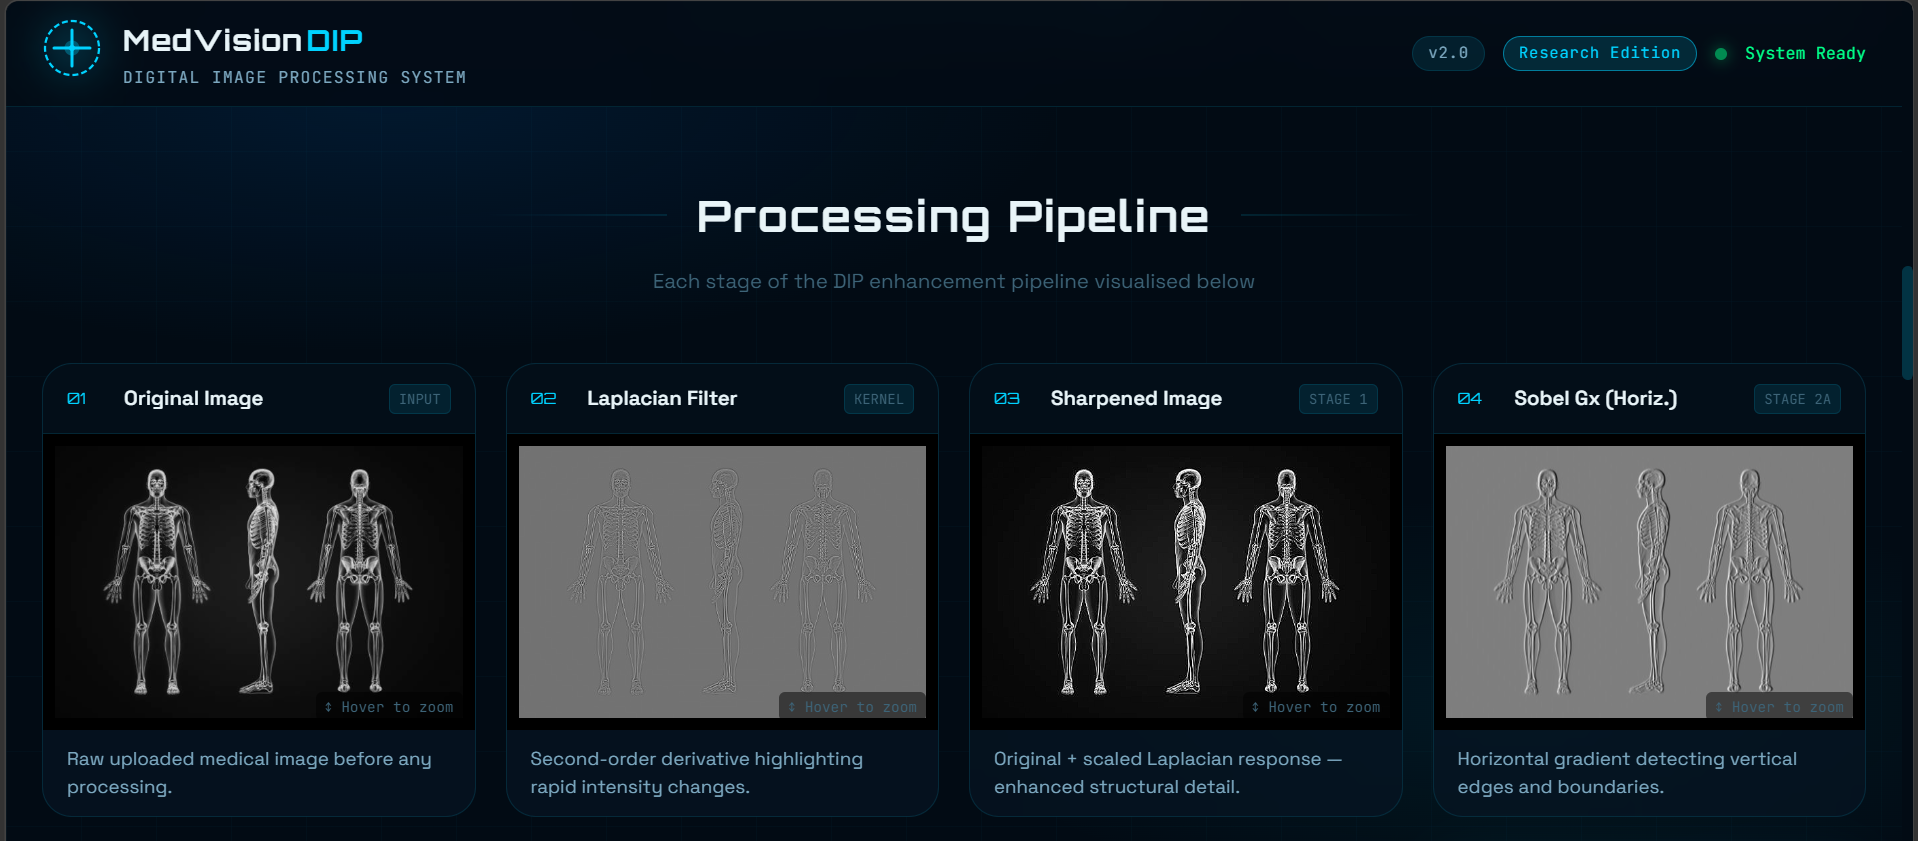 MedVisionDIP
DIGITAL IMAGE PROCESSING SYSTEM
v2.0
Research Edition
System Ready
Processing Pipeline
Each stage of the DIP enhancement pipeline visualised below
01 Original Image INPUT
↕ Hover to zoom
Raw uploaded medical image before any
processing.
02 Laplacian Filter KERNEL
↕ Hover to zoom
Second-order derivative highlighting
rapid intensity changes.
03 Sharpened Image STAGE 1
↕ Hover to zoom
Original + scaled Laplacian response —
enhanced structural detail.
04 Sobel Gx (Horiz.) STAGE 2A
↕ Hover to zoom
Horizontal gradient detecting vertical
edges and boundaries.